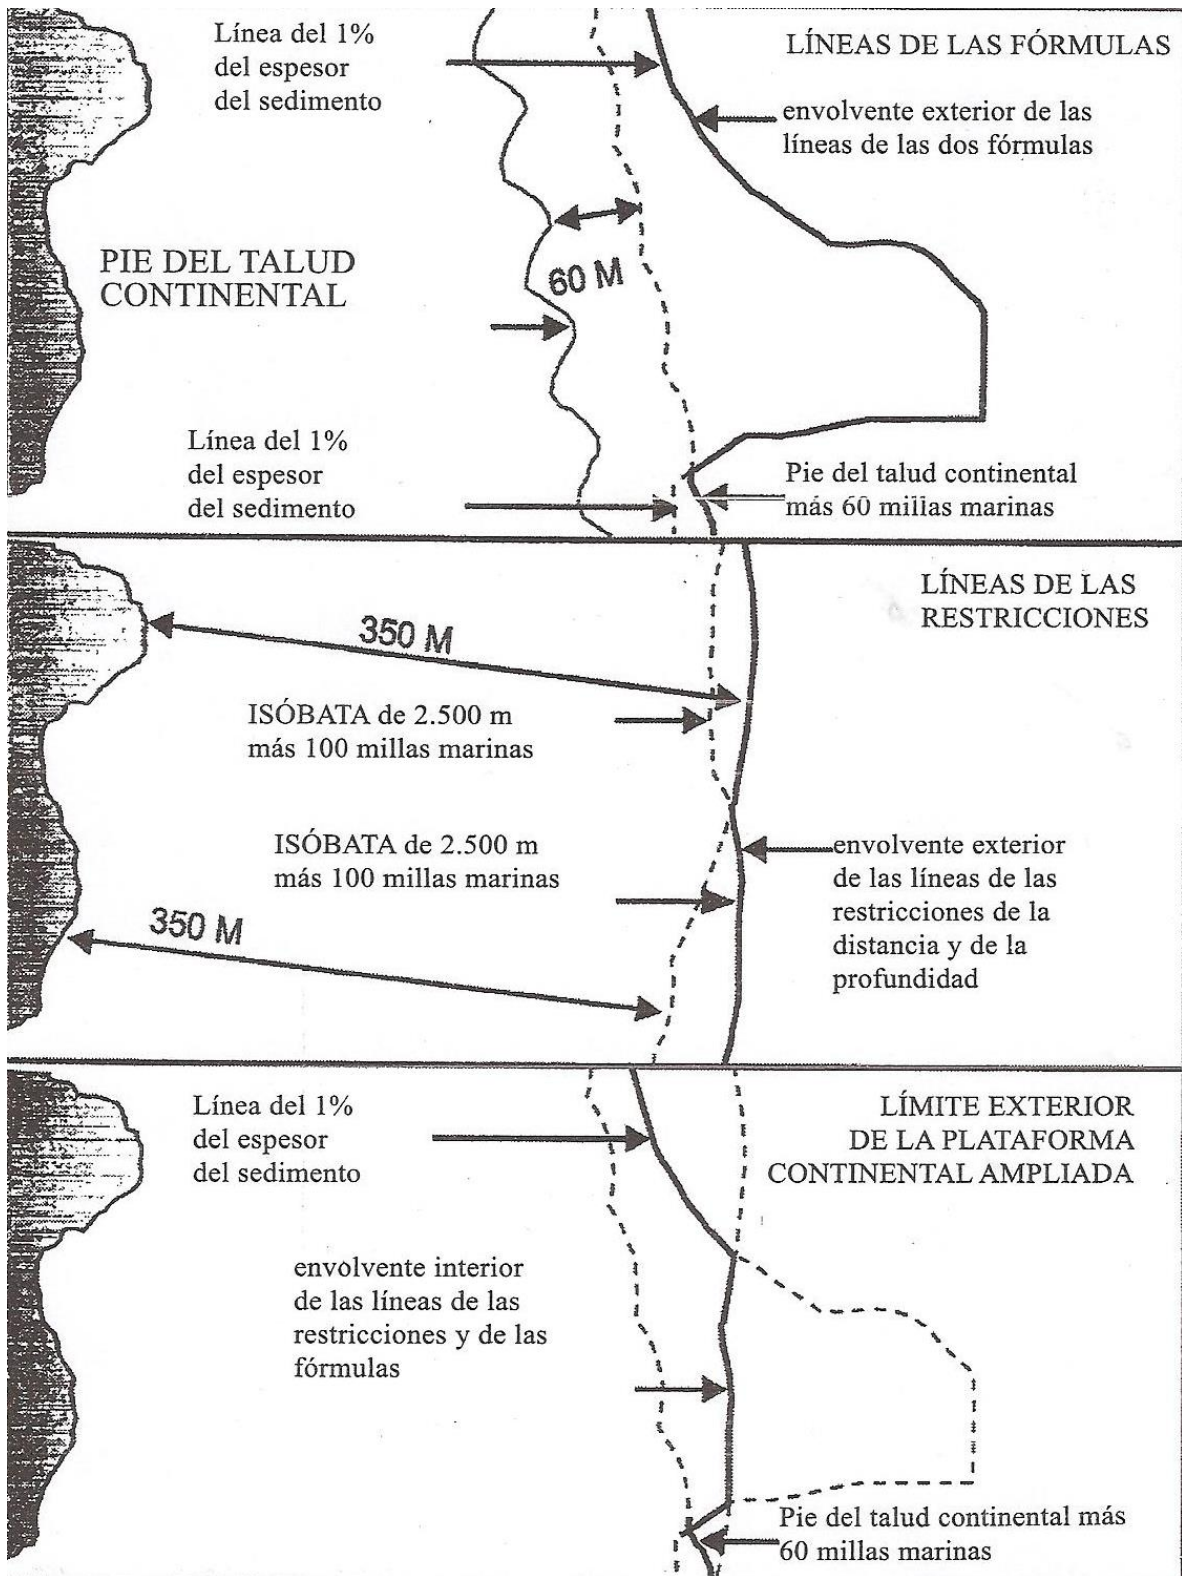 Línea del 1%
del espesor
del sedimento
LÍNEAS DE LAS FÓRMULAS
envolvente exterior de las
líneas de las dos fórmulas
PIE DEL TALUD
CONTINENTAL
60 M
Línea del 1%
del espesor
del sedimento
Pie del talud continental
más 60 millas marinas
LÍNEAS DE LAS
RESTRICCIONES
350 M
ISÓBATA de 2.500 m
más 100 millas marinas
ISÓBATA de 2.500 m
más 100 millas marinas
envolvente exterior
de las líneas de las
restricciones de la
distancia y de la
profundidad
350 M
Línea del 1%
del espesor
del sedimento
LÍMITE EXTERIOR
DE LA PLATAFORMA
CONTINENTAL AMPLIADA
envolvente interior
de las líneas de las
restricciones y de las
fórmulas
Pie del talud continental más
60 millas marinas